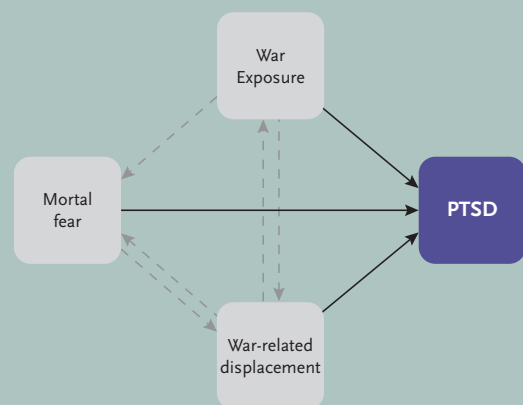 War
Exposure
Mortal
fear
PTSD
War-related
displacement